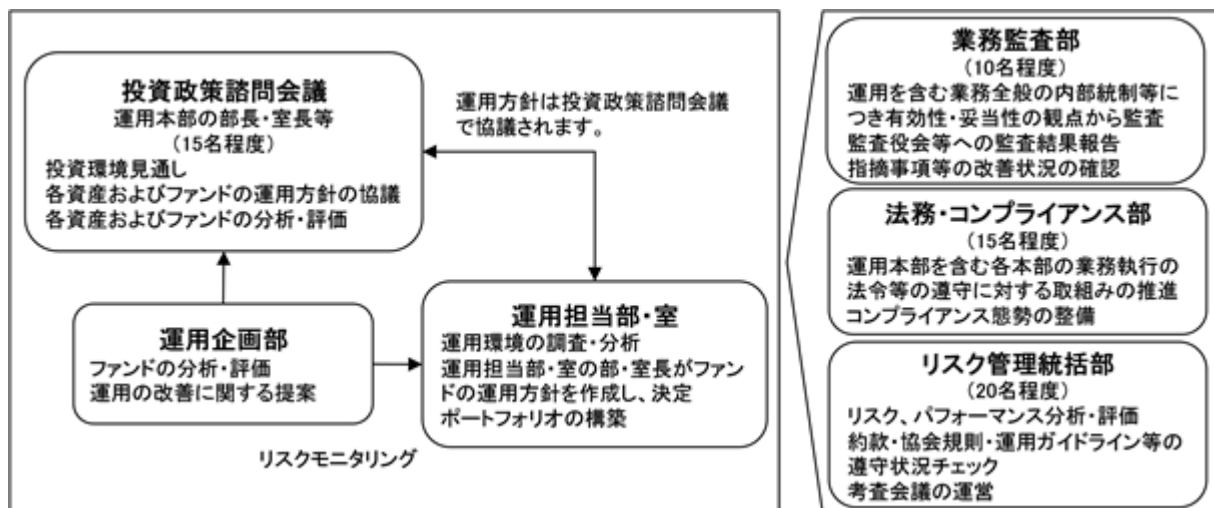 投資政策諮問会議
運用本部の部長・室長等
(15名程度)
投資環境見通し
各資産およびファンドの運用方針の協議
各資産およびファンドの分析・評価
運用方針は投資政策諮問会議
で協議されます。
運用企画部
ファンドの分析・評価
運用の改善に関する提案
運用担当部・室
運用環境の調査・分析
運用担当部・室の部・室長がファン
ドの運用方針を作成し、決定
ポートフォリオの構築
リスクモニタリング
業務監査部
(10名程度)
運用を含む業務全般の内部統制等に
つき有効性・妥当性の観点から監査
監査役会等への監査結果報告
指摘事項等の改善状況の確認
法務・コンプライアンス部
(15名程度)
運用本部を含む各本部の業務執行の
法令等の遵守に対する取組みの推進
コンプライアンス態勢の整備
リスク管理統括部
(20名程度)
リスク、パフォーマンス分析・評価
約款・協会規則・運用ガイドライン等の
遵守状況チェック
考査会議の運営